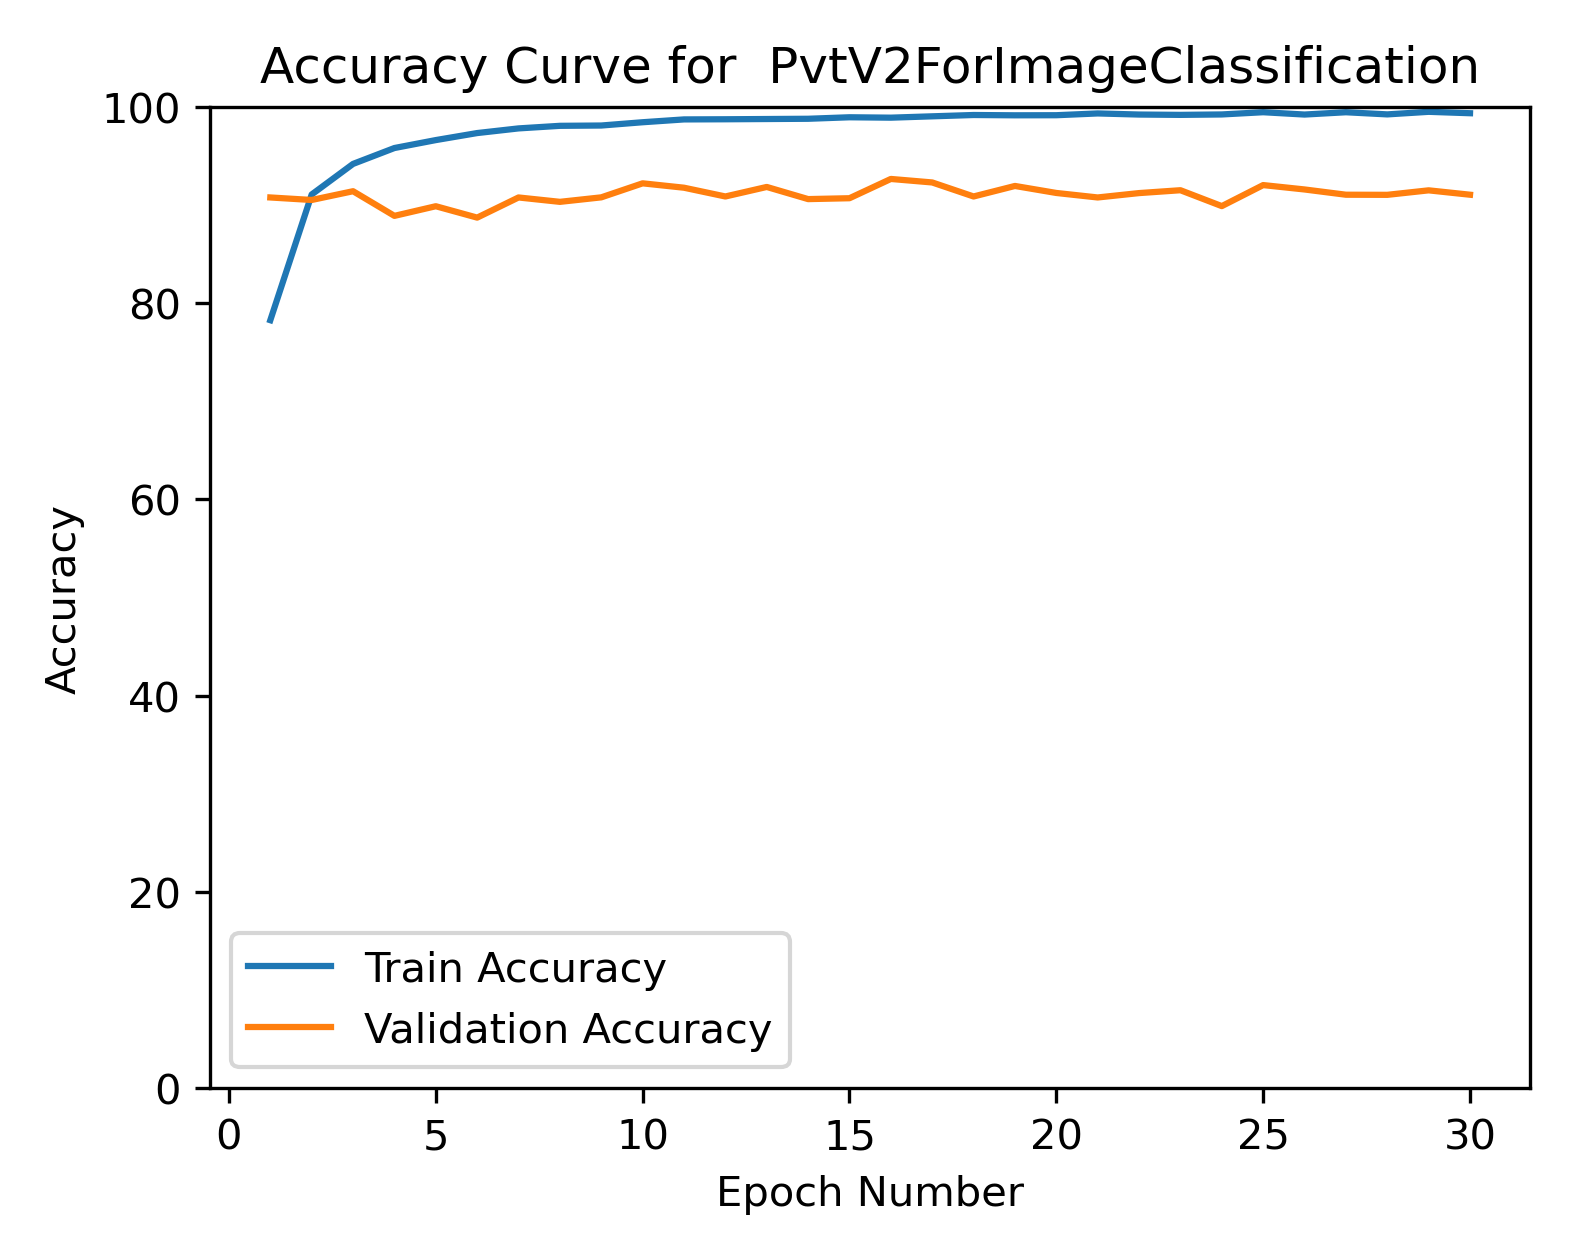 Accuracy Curve for  PvtV2ForImageClassification
100
80
60
40
20
0
Accuracy
Train Accuracy
Validation Accuracy
0 5 10 15 20 25 30
Epoch Number